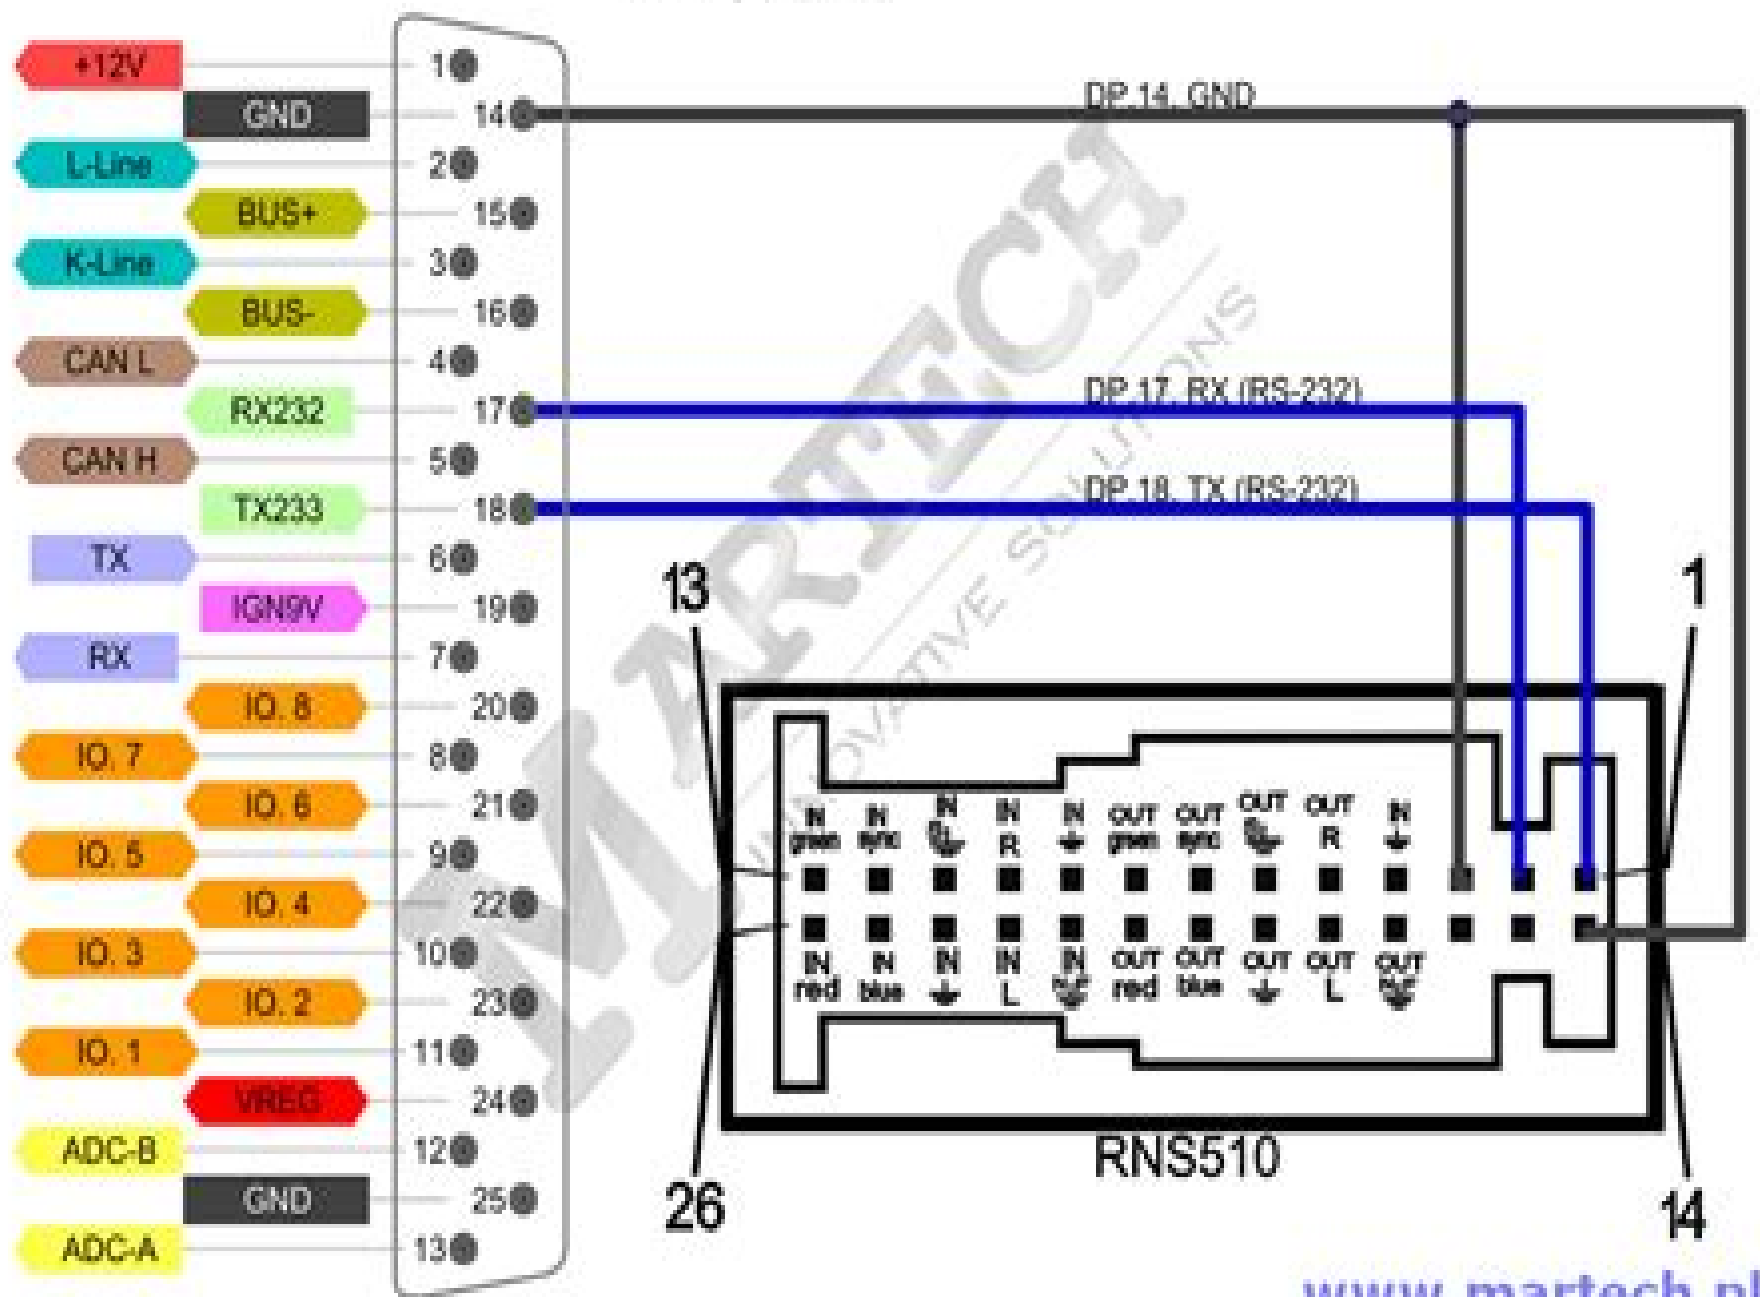 +12V 1
GND 14
DP.14. GND
L-Line 2
BUS+ 15
K-Line 3
BUS- 16
CAN L 4
RX232 17
DP.17. RX (RS-232)
CAN H 5
TX233 18
DP.18. TX (RS-232)
TX 6
IGN9V 19
RX 7
IO. 8 20
IO. 7 8
IO. 6 21
IO. 5 9
IO. 4 22
IO. 3 10
IO. 2 23
IO. 1 11
VREG 24
ADC-B 12
GND 25
ADC-A 13
MARTECH
INNOVATIVE SOLUTIONS
13
1
IN green
IN sync
IN
IN R
IN
OUT green
OUT sync
OUT
OUT R
IN
IN red
IN blue
IN
IN L
IN
OUT red
OUT blue
OUT
OUT L
OUT
RNS510
26
14
www.martech.pl